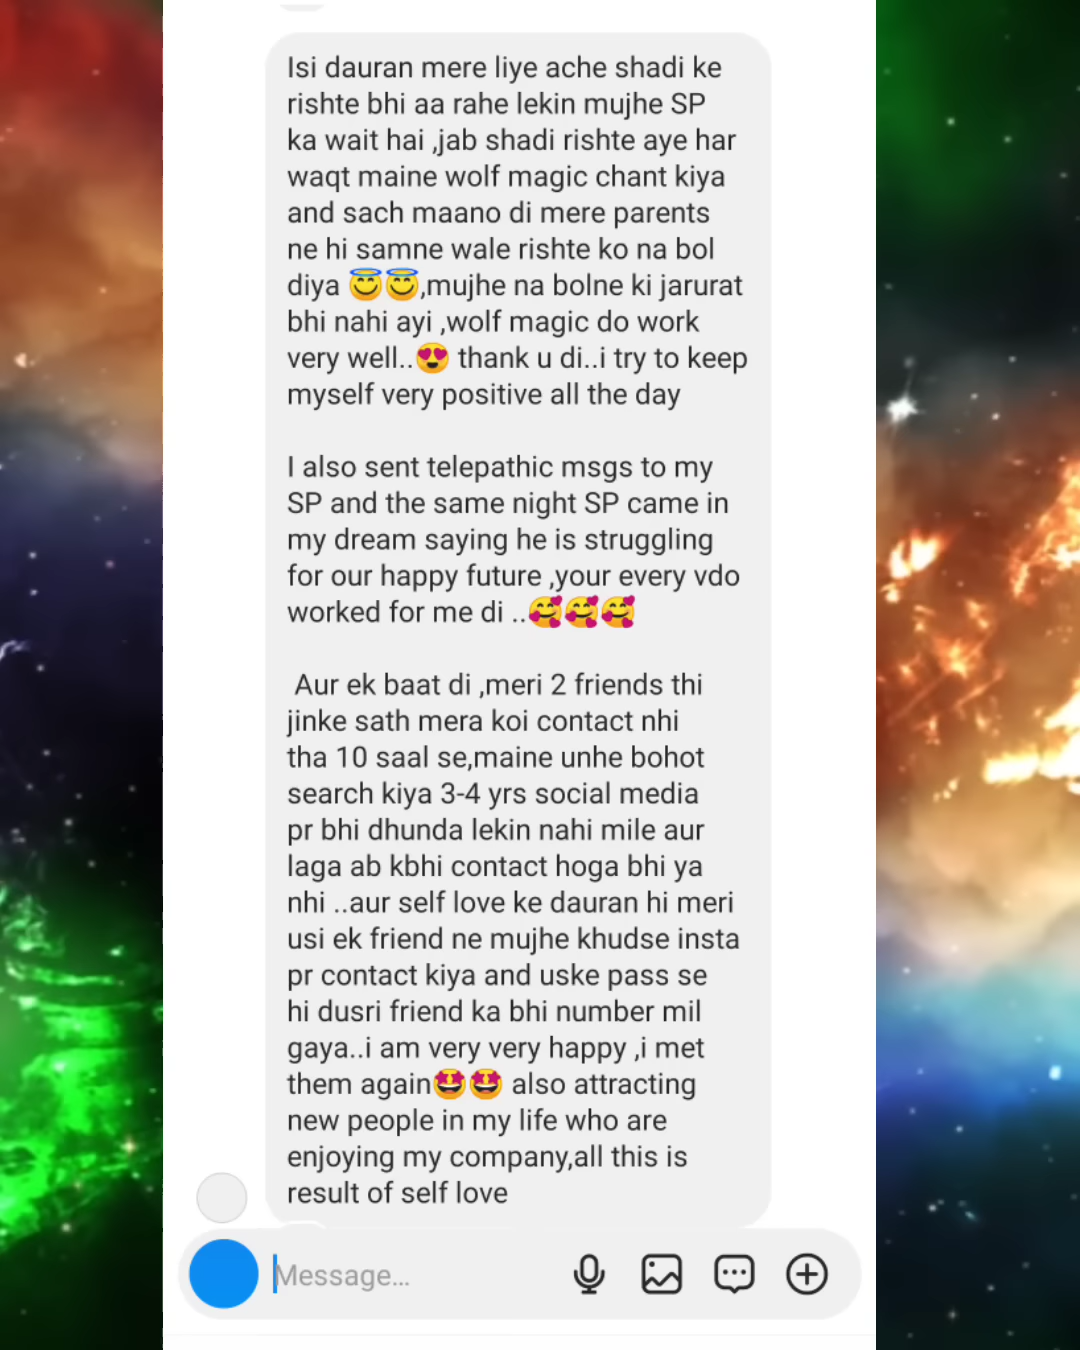 Isi dauran mere liye ache shadi ke
rishte bhi aa rahe lekin mujhe SP
ka wait hai ,jab shadi rishte aye har
waqt maine wolf magic chant kiya
and sach maano di mere parents
ne hi samne wale rishte ko na bol
diya 😇😇,mujhe na bolne ki jarurat
bhi nahi ayi ,wolf magic do work
very well..😍 thank u di..i try to keep
myself very positive all the day
I also sent telepathic msgs to my
SP and the same night SP came in
my dream saying he is struggling
for our happy future ,your every vdo
worked for me di ..🥰🥰🥰
Aur ek baat di ,meri 2 friends thi
jinke sath mera koi contact nhi
tha 10 saal se,maine unhe bohot
search kiya 3-4 yrs social media
pr bhi dhunda lekin nahi mile aur
laga ab kbhi contact hoga bhi ya
nhi ..aur self love ke dauran hi meri
usi ek friend ne mujhe khudse insta
pr contact kiya and uske pass se
hi dusri friend ka bhi number mil
gaya..i am very very happy ,i met
them again🤩🤩 also attracting
new people in my life who are
enjoying my company,all this is
result of self love
Message...